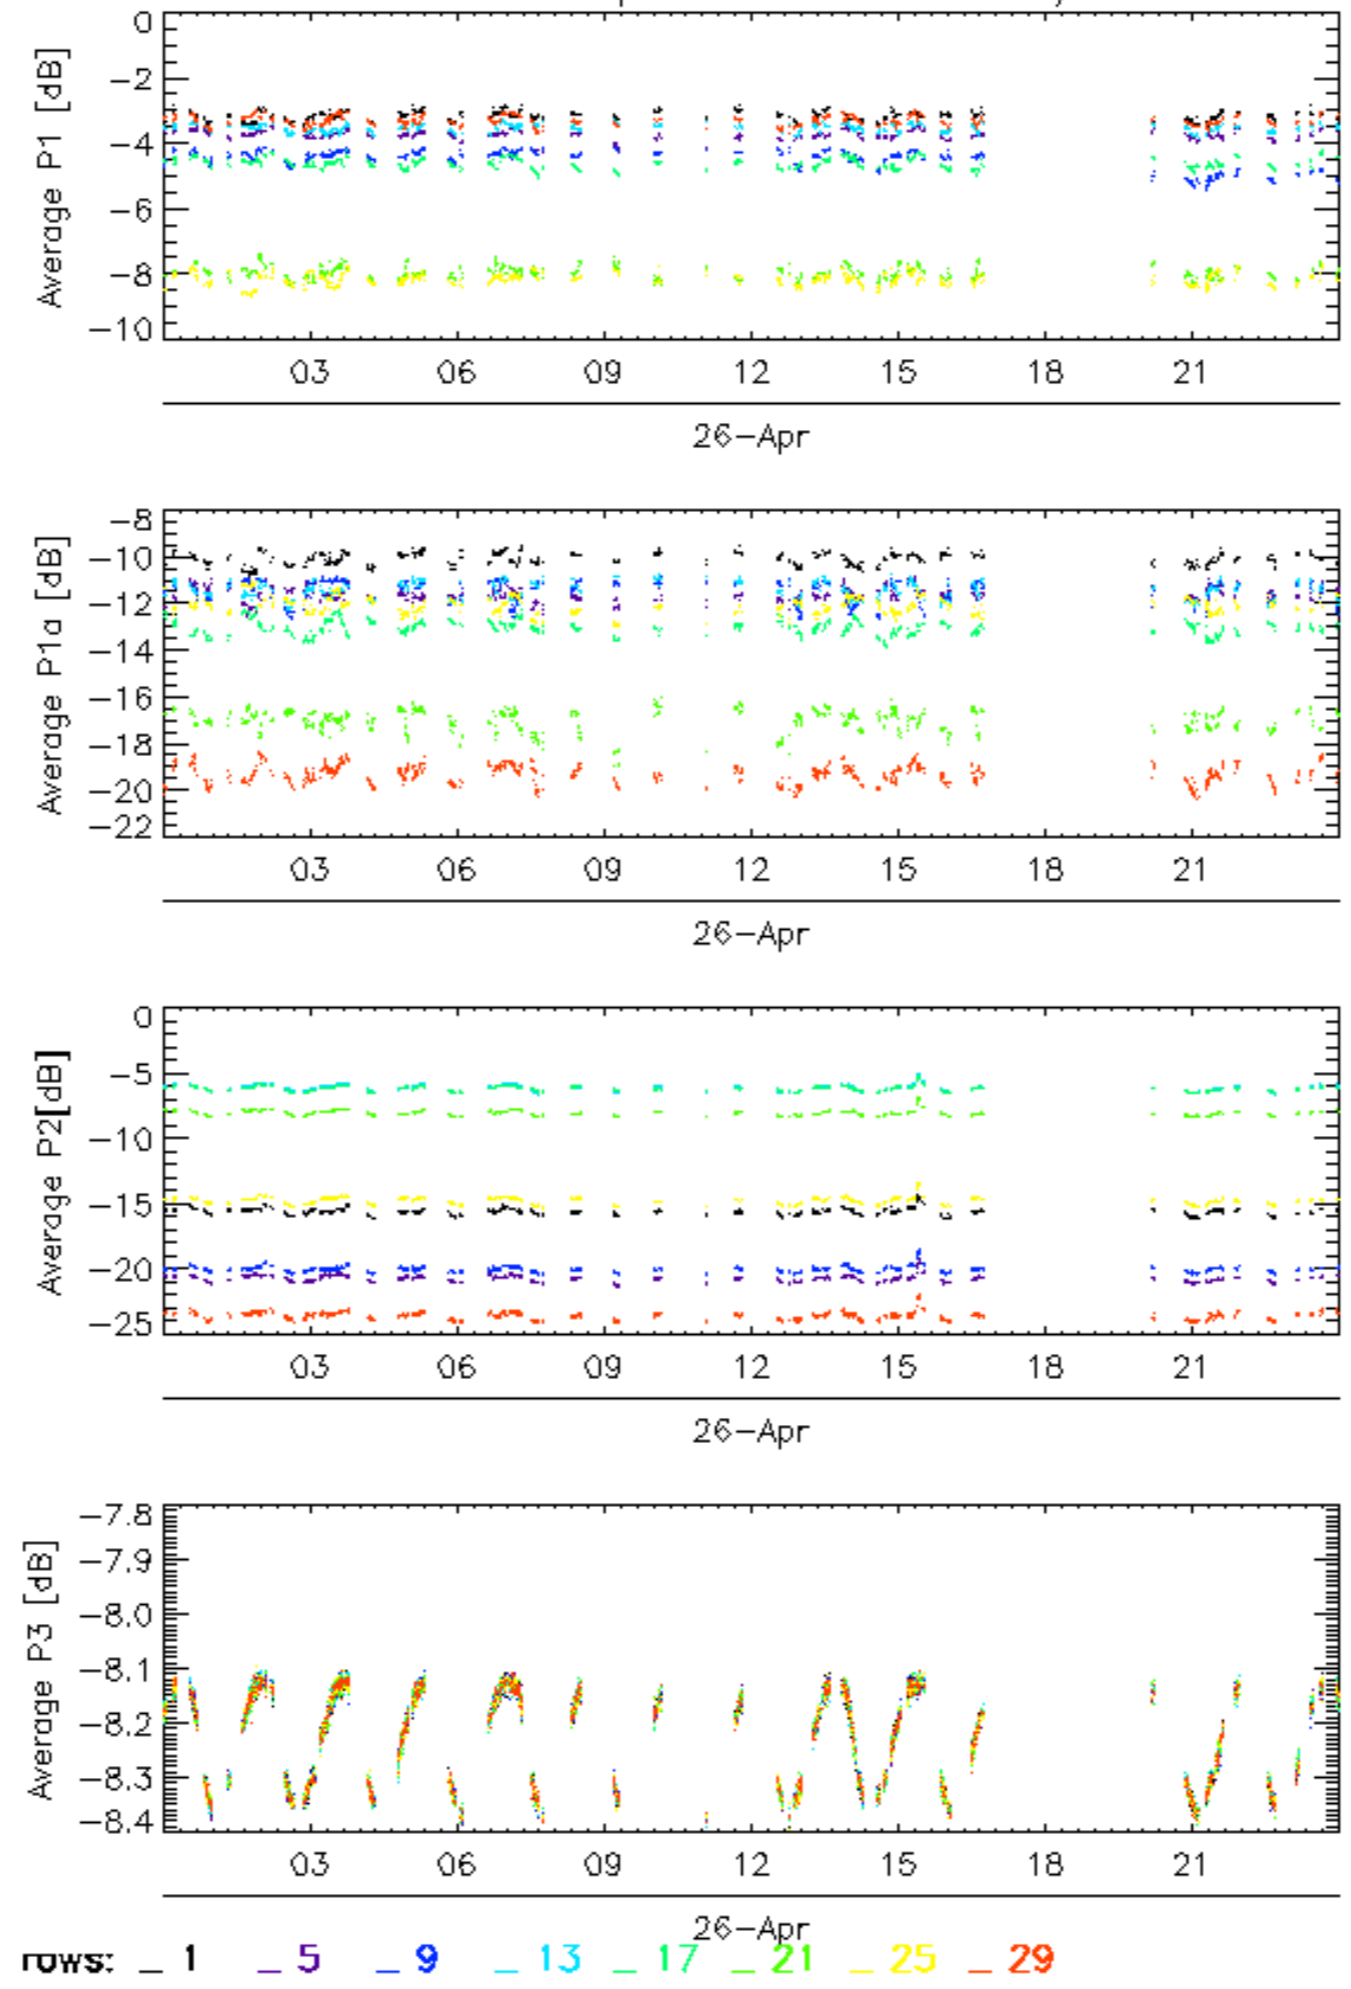 0
−2
−4
−6
−8
−10
Average P1 [dB]
03 06 09 12 15 18 21
26−Apr
−8
−10
−12
−14
−16
−18
−20
−22
Average P1a [dB]
03 06 09 12 15 18 21
26−Apr
0
−5
−10
−15
−20
−25
Average P2[dB]
03 06 09 12 15 18 21
26−Apr
−7.8
−7.9
−8.0
−8.1
−8.2
−8.3
−8.4
Average P3 [dB]
03 06 09 12 15 18 21
26−Apr
rows: _ 1 _ 5 _ 9 _ 13 _ 17 _ 21 _ 25 _ 29